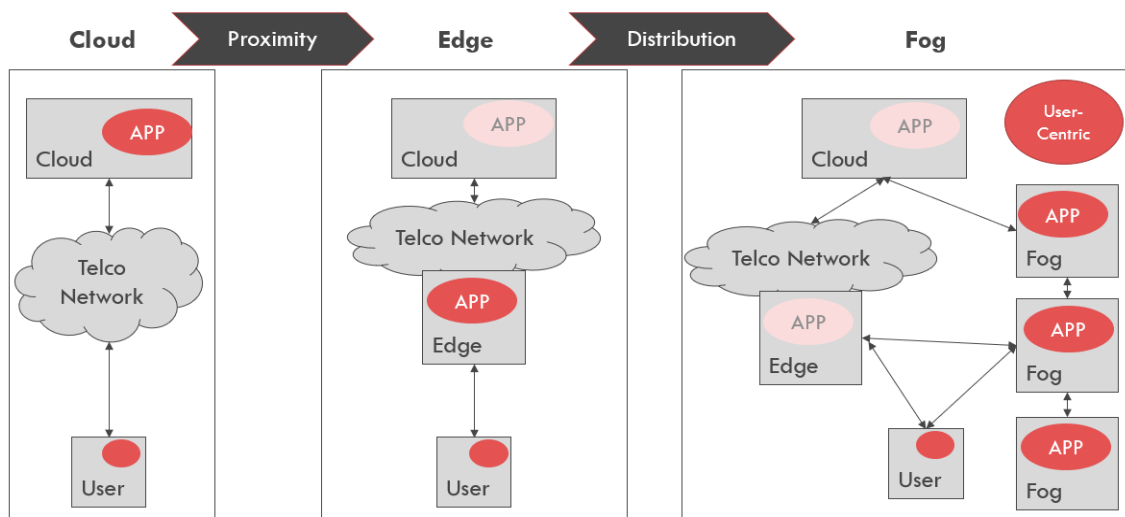 Cloud
Proximity
Edge
Distribution
Fog
APP
Cloud
Telco
Network
User
APP
Cloud
Telco Network
APP
Edge
User
APP
Cloud
User-
Centric
APP
Fog
Telco Network
APP
Edge
APP
Fog
User
APP
Fog